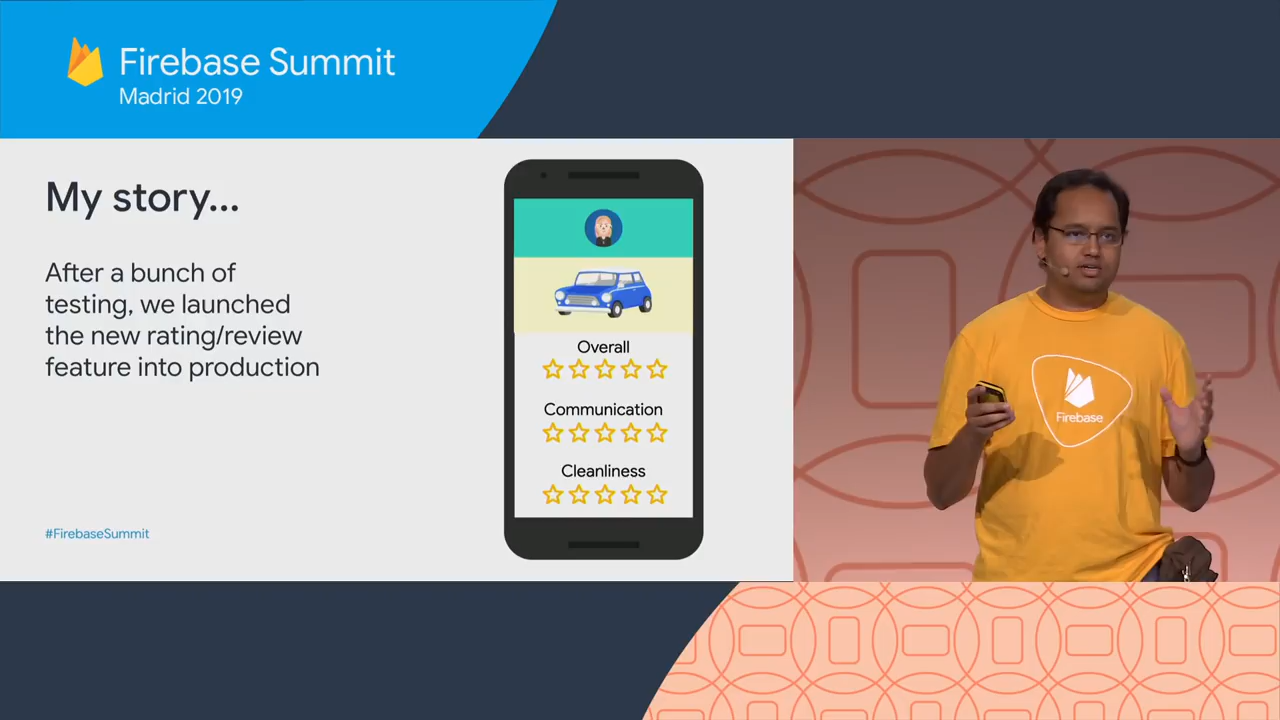 Firebase Summit
Madrid 2019
My story...
After a bunch of
testing, we launched
the new rating/review
feature into production
#FirebaseSummit
Overall
Communication
Cleanliness
Firebase